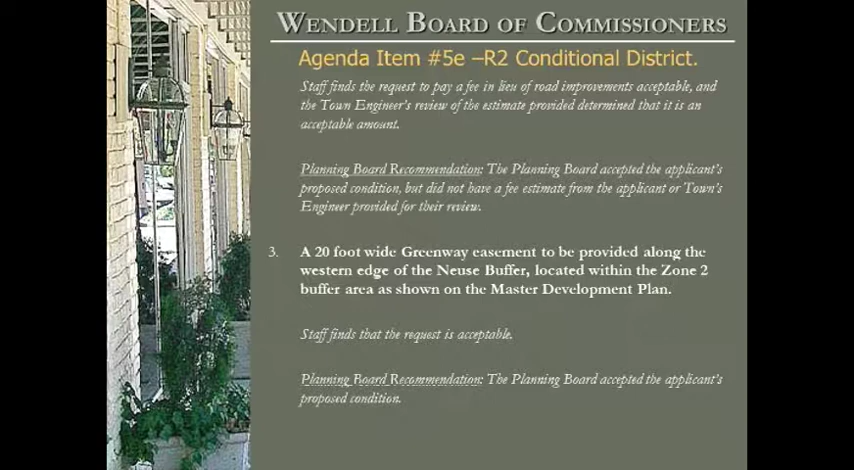 WENDELL BOARD OF COMMISSIONERS
Agenda Item #5e –R2 Conditional District.
Staff finds the request to pay a fee in lieu of road improvements acceptable, and
the Town Engineer's review of the estimate provided determined that it is an
acceptable amount.
Planning Board Recommendation: The Planning Board accepted the applicant's
proposed condition, but did not have a fee estimate from the applicant or Town's
Engineer provided for their review.
3. A 20 foot wide Greenway easement to be provided along the
western edge of the Neuse Buffer, located within the Zone 2
buffer area as shown on the Master Development Plan.
Staff finds that the request is acceptable.
Planning Board Recommendation: The Planning Board accepted the applicant's
proposed condition.